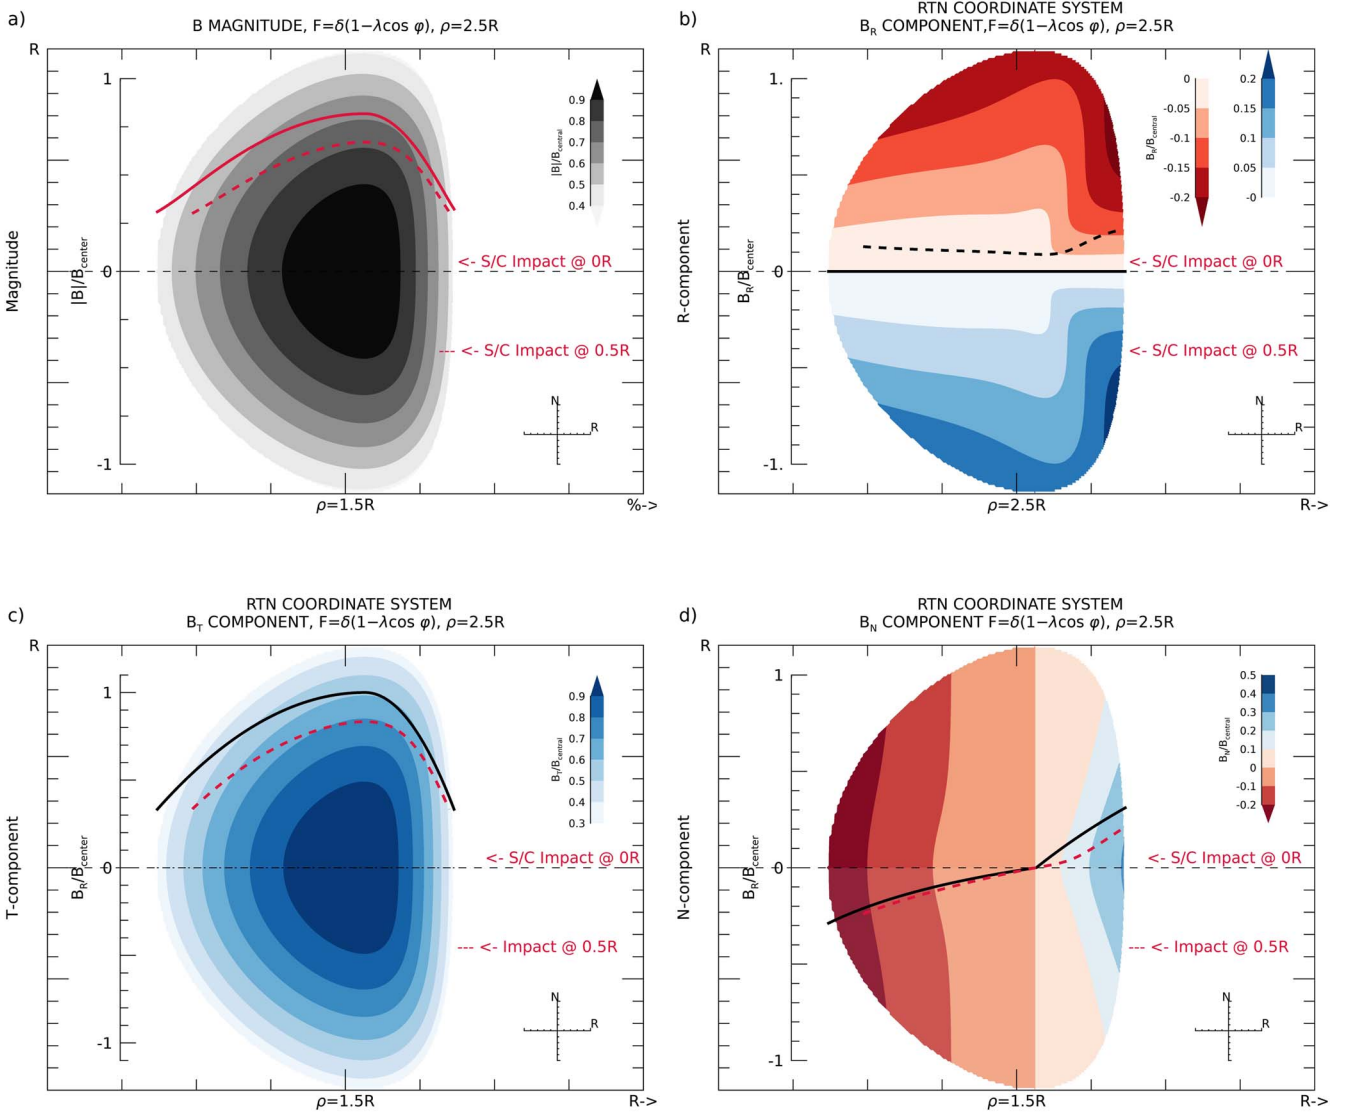 a)
B MAGNITUDE, F=δ(1−λcos φ), ρ=2.5R
R
1
0
-1
Magnitude
|B|/B_center
|B|/B_central
0.9
0.8
0.7
0.6
0.5
0.4
<- S/C Impact @ 0R
--- <- S/C Impact @ 0.5R
N
R
ρ=1.5R
%->
b)
RTN COORDINATE SYSTEM
B_R COMPONENT,F=δ(1−λcos φ), ρ=2.5R
R
1.
0
-1.
R-component
B_R/B_center
B_R/B_central
0
-0.05
-0.1
-0.15
-0.2
0.2
0.15
0.1
0.05
-0
<- S/C Impact @ 0R
<- S/C Impact @ 0.5R
N
R
ρ=2.5R
R->
c)
RTN COORDINATE SYSTEM
B_T COMPONENT, F=δ(1−λcos φ), ρ=2.5R
R
1
0
-1
T-component
B_R/B_center
B_T/B_central
0.9
0.8
0.7
0.6
0.5
0.4
0.3
<- S/C Impact @ 0R
--- <- Impact @ 0.5R
N
R
ρ=1.5R
R->
d)
RTN COORDINATE SYSTEM
B_N COMPONENT F=δ(1−λcos φ), ρ=2.5R
R
1
0
-1
N-component
B_R/B_center
B_N/B_central
0.5
0.4
0.3
0.2
0.1
0
-0.1
-0.2
<- S/C Impact @ 0R
--- <- Impact @ 0.5R
N
R
ρ=1.5R
R->